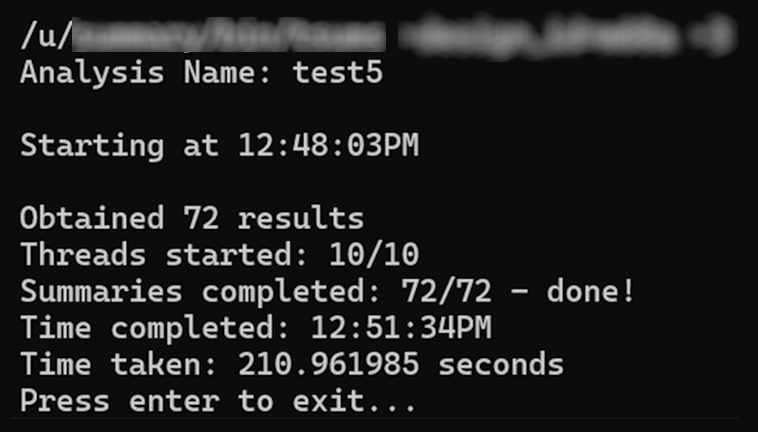 /u/
Analysis Name: test5
Starting at 12:48:03PM
Obtained 72 results
Threads started: 10/10
Summaries completed: 72/72 - done!
Time completed: 12:51:34PM
Time taken: 210.961985 seconds
Press enter to exit...